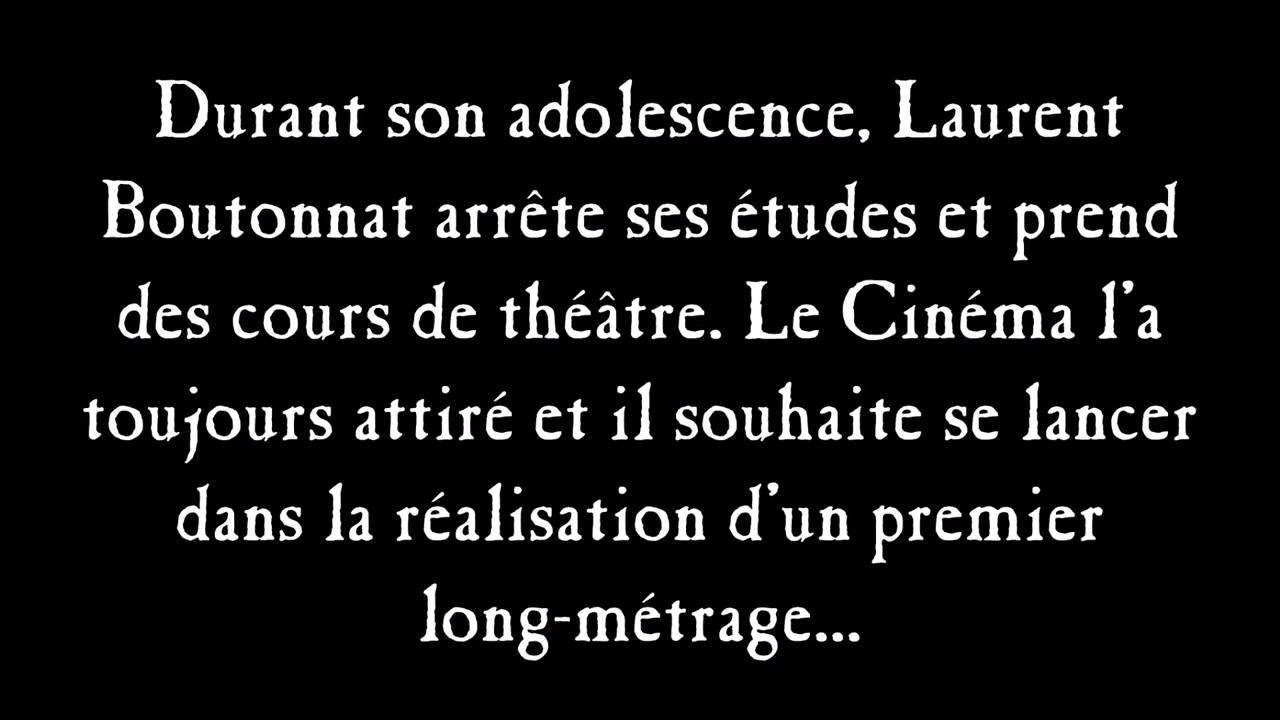 Durant son adolescence, Laurent
Boutonnat arrête ses études et prend
des cours de théâtre. Le Cinéma l'a
toujours attiré et il souhaite se lancer
dans la réalisation d'un premier
long-métrage...